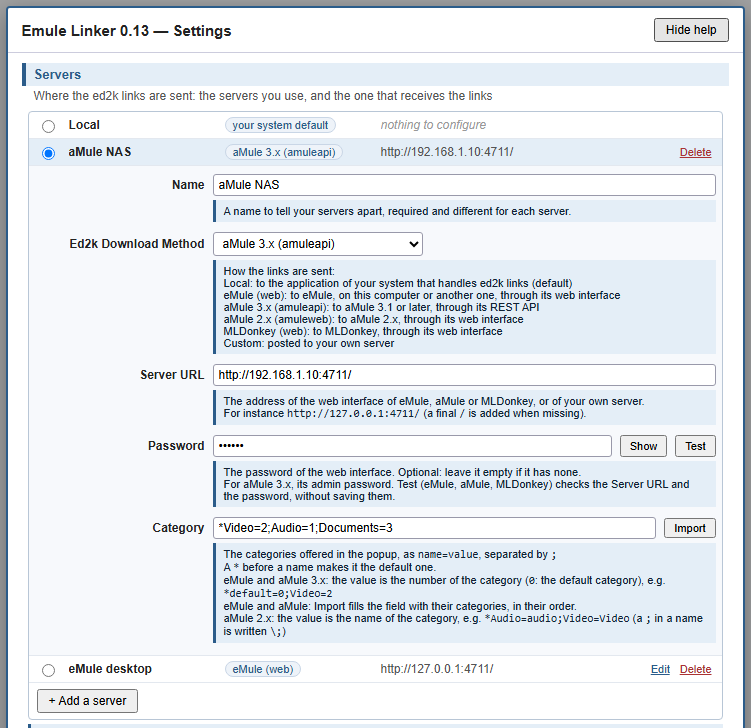 Emule Linker 0.13 — Settings
Hide help
Servers
Where the ed2k links are sent: the servers you use, and the one that receives the links
Local your system default nothing to configure
aMule NAS aMule 3.x (amuleapi) http://192.168.1.10:4711/ Delete
Name aMule NAS
A name to tell your servers apart, required and different for each server.
Ed2k Download Method aMule 3.x (amuleapi)
How the links are sent:
Local: to the application of your system that handles ed2k links (default)
eMule (web): to eMule, on this computer or another one, through its web interface
aMule 3.x (amuleapi): to aMule 3.1 or later, through its REST API
aMule 2.x (amuleweb): to aMule 2.x, through its web interface
MLDonkey (web): to MLDonkey, through its web interface
Custom: posted to your own server
Server URL http://192.168.1.10:4711/
The address of the web interface of eMule, aMule or MLDonkey, or of your own server.
For instance http://127.0.0.1:4711/ (a final / is added when missing).
Password •••••• Show Test
The password of the web interface. Optional: leave it empty if it has none.
For aMule 3.x, its admin password. Test (eMule, aMule, MLDonkey) checks the Server URL and
the password, without saving them.
Category *Video=2;Audio=1;Documents=3 Import
The categories offered in the popup, as name=value, separated by ;
A * before a name makes it the default one.
eMule and aMule 3.x: the value is the number of the category (0: the default category), e.g.
*default=0;Video=2
eMule and aMule: Import fills the field with their categories, in their order.
aMule 2.x: the value is the name of the category, e.g. *Audio=audio;Video=Video (a ; in a name
is written \;)
eMule desktop eMule (web) http://127.0.0.1:4711/ Edit Delete
+ Add a server